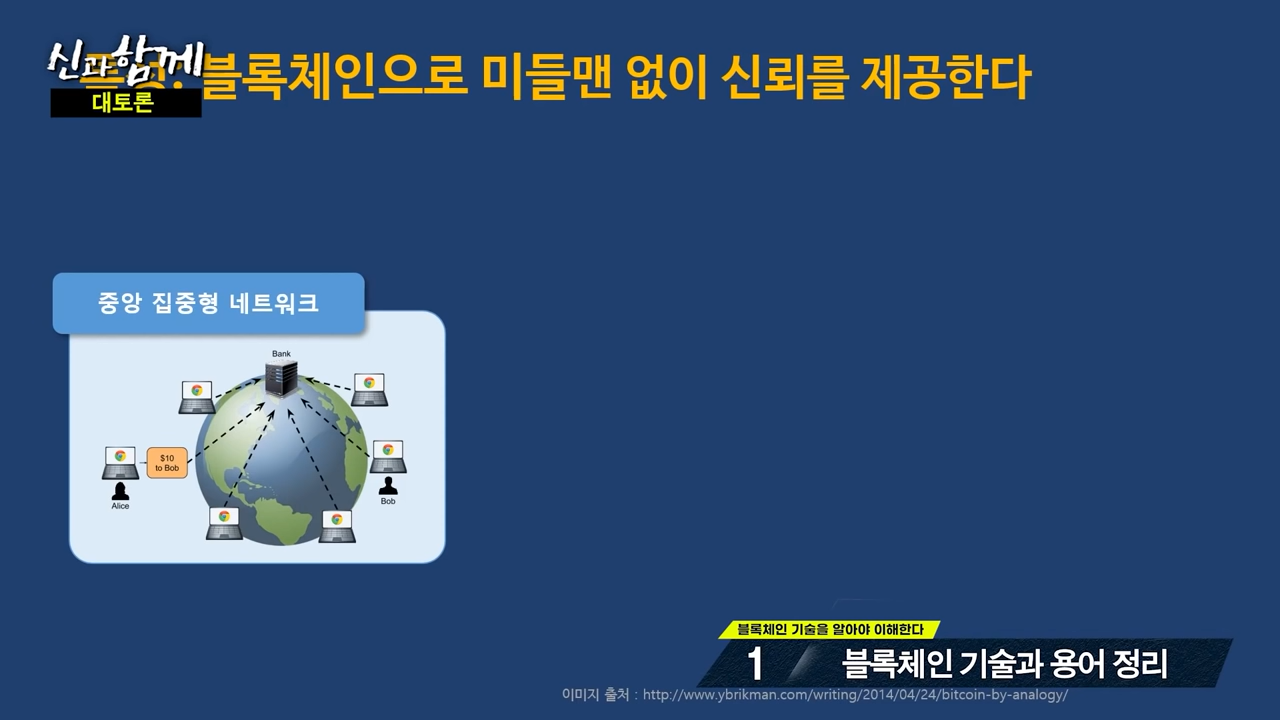 신과함께
대토론
블록체인으로 미들맨 없이 신뢰를 제공한다
중앙 집중형 네트워크
Bank
$10
to Bob
Alice
Bob
블록체인 기술을 알아야 이해한다
1 블록체인 기술과 용어 정리
이미지 출처 : http://www.ybrikman.com/writing/2014/04/24/bitcoin-by-analogy/